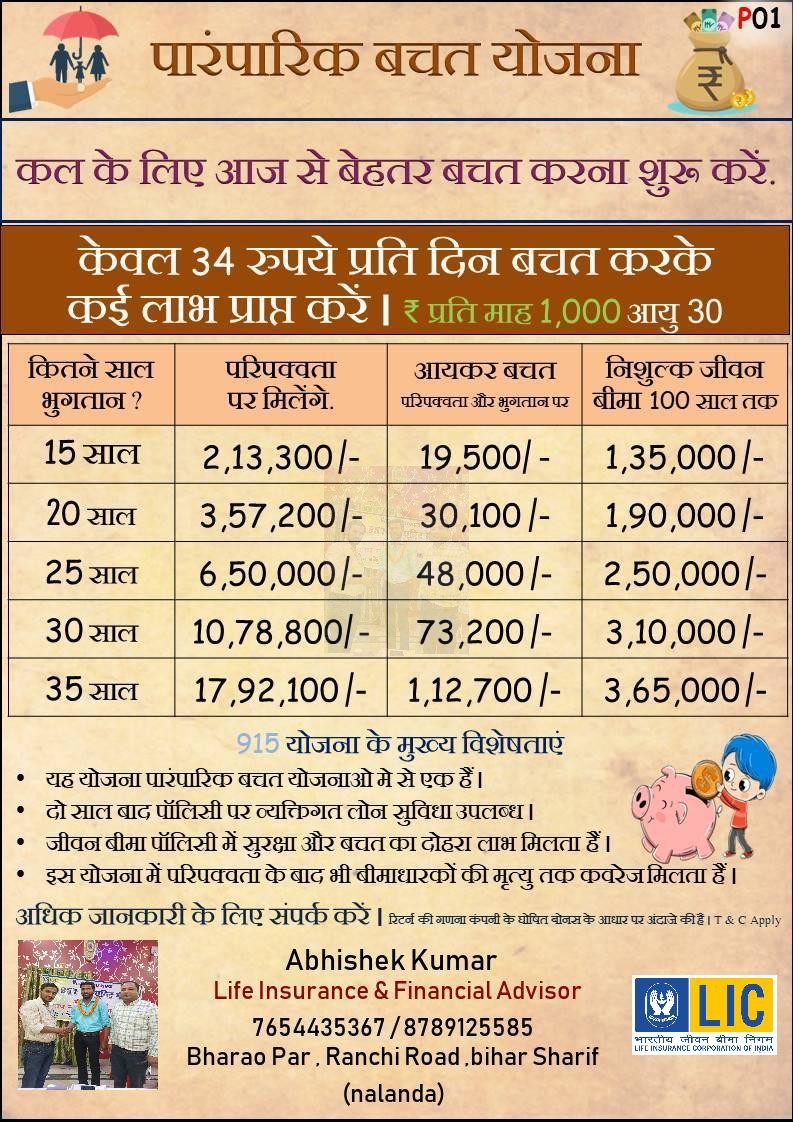 P01
पारंपारिक बचत योजना
कल के लिए आज से बेहतर बचत करना शुरू करें.
केवल 34 रुपये प्रति दिन बचत करके
कई लाभ प्राप्त करें। ₹ प्रति माह 1,000 आयु 30
कितने साल भुगतान ? परिपक्वता पर मिलेंगे. आयकर बचत परिपक्वता और भुगतान पर निशुल्क जीवन बीमा 100 साल तक
15 साल 2,13,300/- 19,500/- 1,35,000/-
20 साल 3,57,200/- 30,100/- 1,90,000/-
25 साल 6,50,000/- 48,000/- 2,50,000/-
30 साल 10,78,800/- 73,200/- 3,10,000/-
35 साल 17,92,100/- 1,12,700/- 3,65,000/-
915 योजना के मुख्य विशेषताएं
• यह योजना पारंपारिक बचत योजनाओ मे से एक हैं।
• दो साल बाद पॉलिसी पर व्यक्तिगत लोन सुविधा उपलब्ध।
• जीवन बीमा पॉलिसी में सुरक्षा और बचत का दोहरा लाभ मिलता हैं।
• इस योजना में परिपक्वता के बाद भी बीमाधारकों की मृत्यु तक कवरेज मिलता हैं।
अधिक जानकारी के लिए संपर्क करें। रिटर्न की गणना कंपनी के घोषित बोनस के आधार पर अंदाजे की है। T & C Apply
Abhishek Kumar
Life Insurance & Financial Advisor
7654435367 / 8789125585
Bharao Par , Ranchi Road ,bihar Sharif
(nalanda)
LIC
भारतीय जीवन बीमा निगम
LIFE INSURANCE CORPORATION OF INDIA